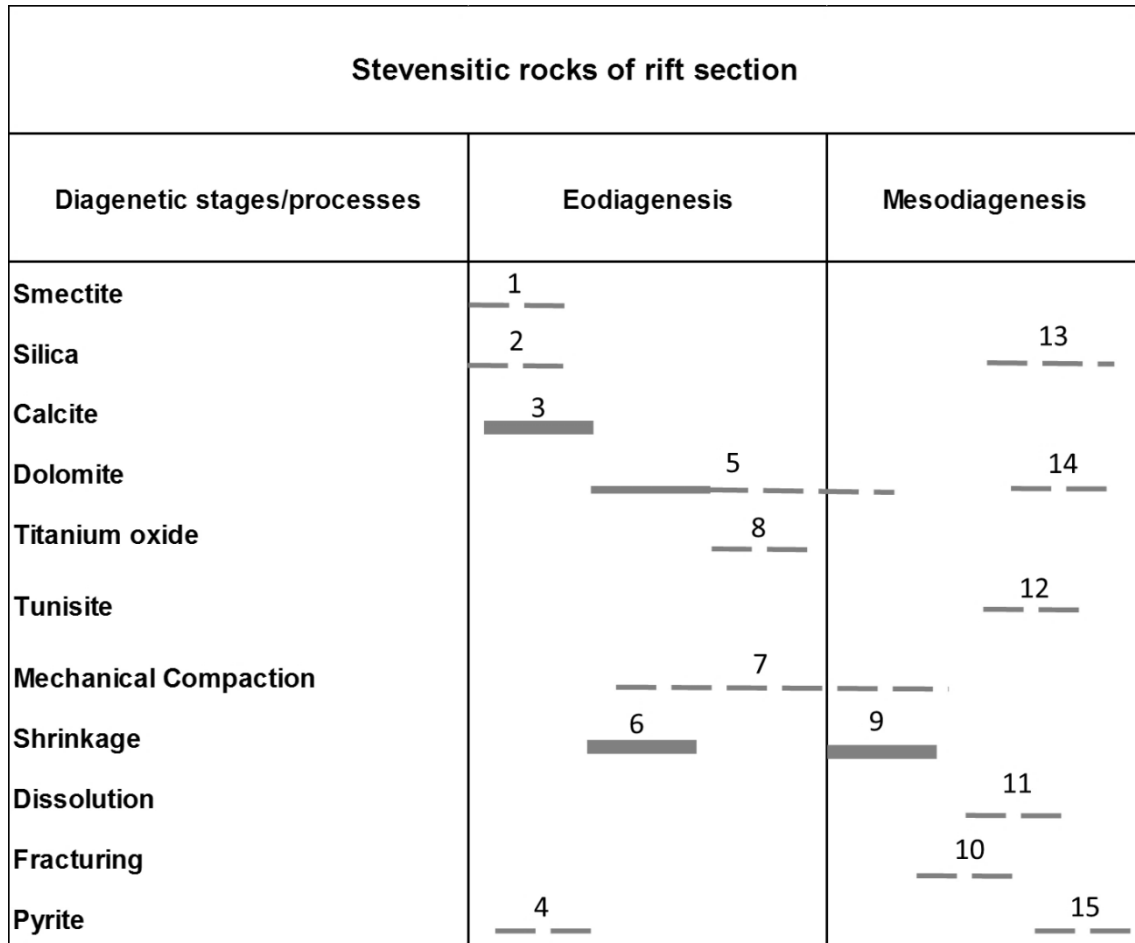 Stevensitic rocks of rift section
Diagenetic stages/processes Eodiagenesis Mesodiagenesis
Smectite 1
Silica 2 13
Calcite 3
Dolomite 5 14
Titanium oxide 8
Tunisite 12
Mechanical Compaction 7
Shrinkage 6 9
Dissolution 11
Fracturing 10
Pyrite 4 15